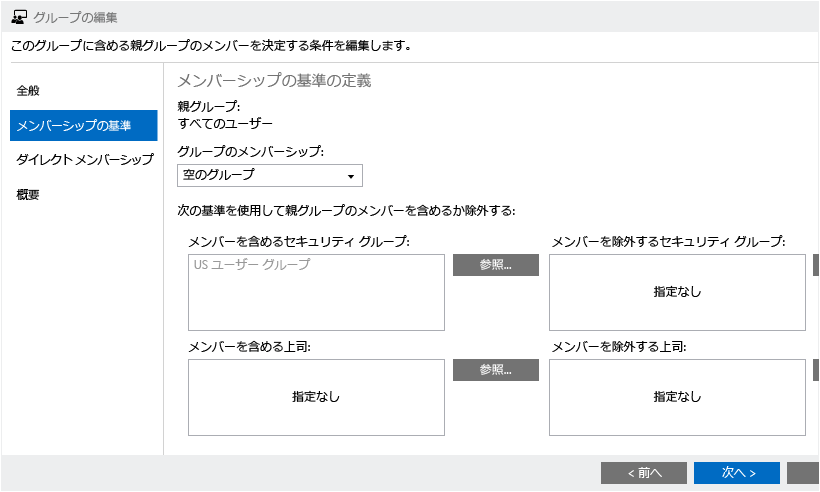 グループの編集
このグループに含める親グループのメンバーを決定する条件を編集します。
全般
メンバーシップの基準
ダイレクト メンバーシップ
概要
メンバーシップの基準の定義
親グループ:
すべてのユーザー
グループのメンバーシップ:
空のグループ
次の基準を使用して親グループのメンバーを含めるか除外する:
メンバーを含めるセキュリティ グループ:
US ユーザー グループ
参照...
メンバーを除外するセキュリティ グループ:
指定なし
メンバーを含める上司:
指定なし
参照...
メンバーを除外する上司:
指定なし
< 前へ
次へ >